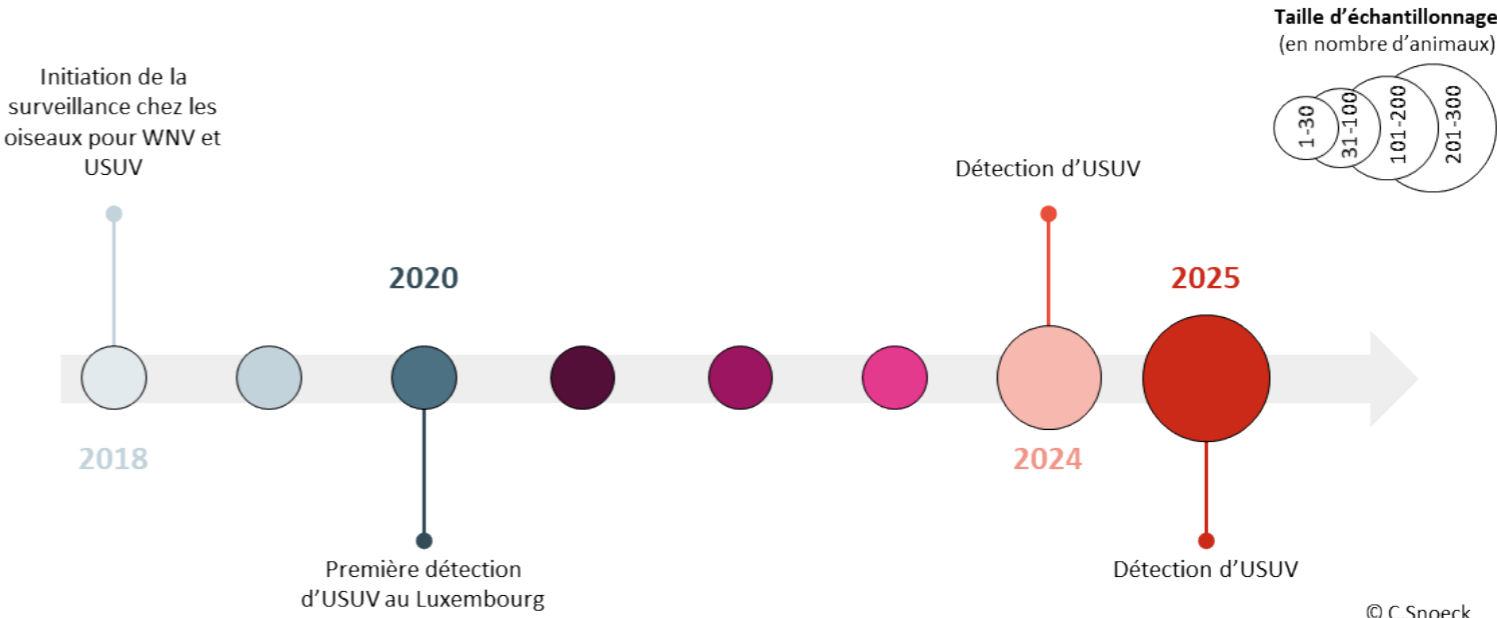 Taille d’échantillonnage
(en nombre d’animaux)
1-30
31-100
101-200
201-300
Initiation de la
surveillance chez les
oiseaux pour WNV et
USUV
Détection d’USUV
2020
2025
2018
2024
Première détection
d’USUV au Luxembourg
Détection d’USUV
© C.Snoeck